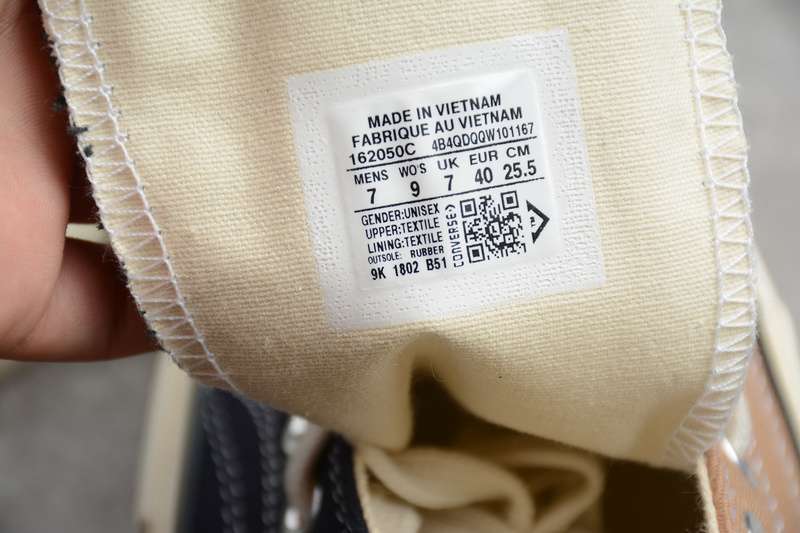 MADE IN VIETNAM
FABRIQUE AU VIETNAM
162050C 4B4QDQQW101167
MENS WO'S UK EUR CM
7 9 7 40 25.5
GENDER:UNISEX
UPPER:TEXTILE
LINING:TEXTILE
OUTSOLE: RUBBER
9K 1802 B51
CONVERSE